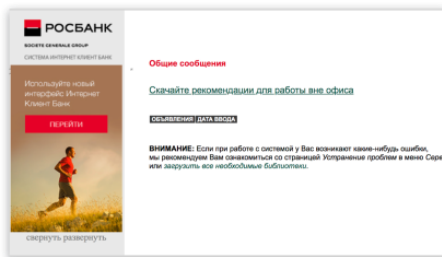 РОСБАНК
SOCIETE GENERALE GROUP
СИСТЕМА ИНТЕРНЕТ КЛИЕНТ БАНК
Используйте новый
интерфейс Интернет
Клиент Банк
ПЕРЕЙТИ
свернуть развернуть
Общие сообщения
Скачайте рекомендации для работы вне офиса
ОБЪЯВЛЕНИЯ ДАТА ВВОДА
ВНИМАНИЕ: Если при работе с системой у Вас возникают какие-нибудь ошибки,
мы рекомендуем Вам ознакомиться со страницей Устранение проблем в меню Серв
или загрузить все необходимые библиотеки.